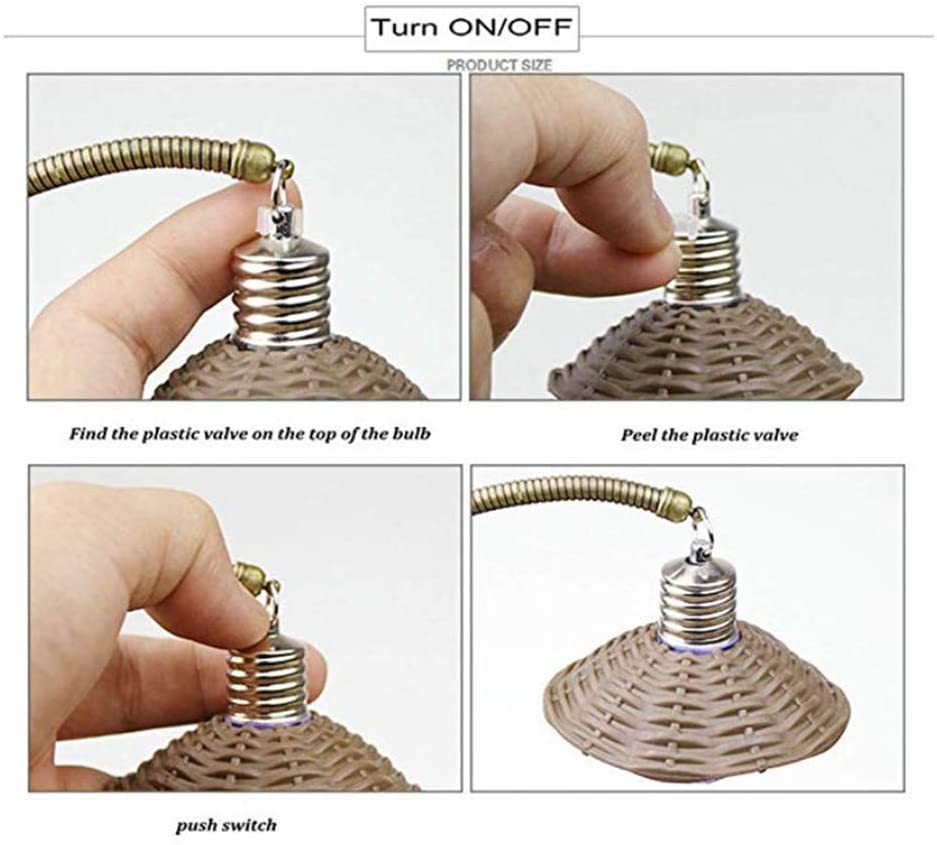 Turn ON/OFF
PRODUCT SIZE
Find the plastic valve on the top of the bulb
Peel the plastic valve
push switch